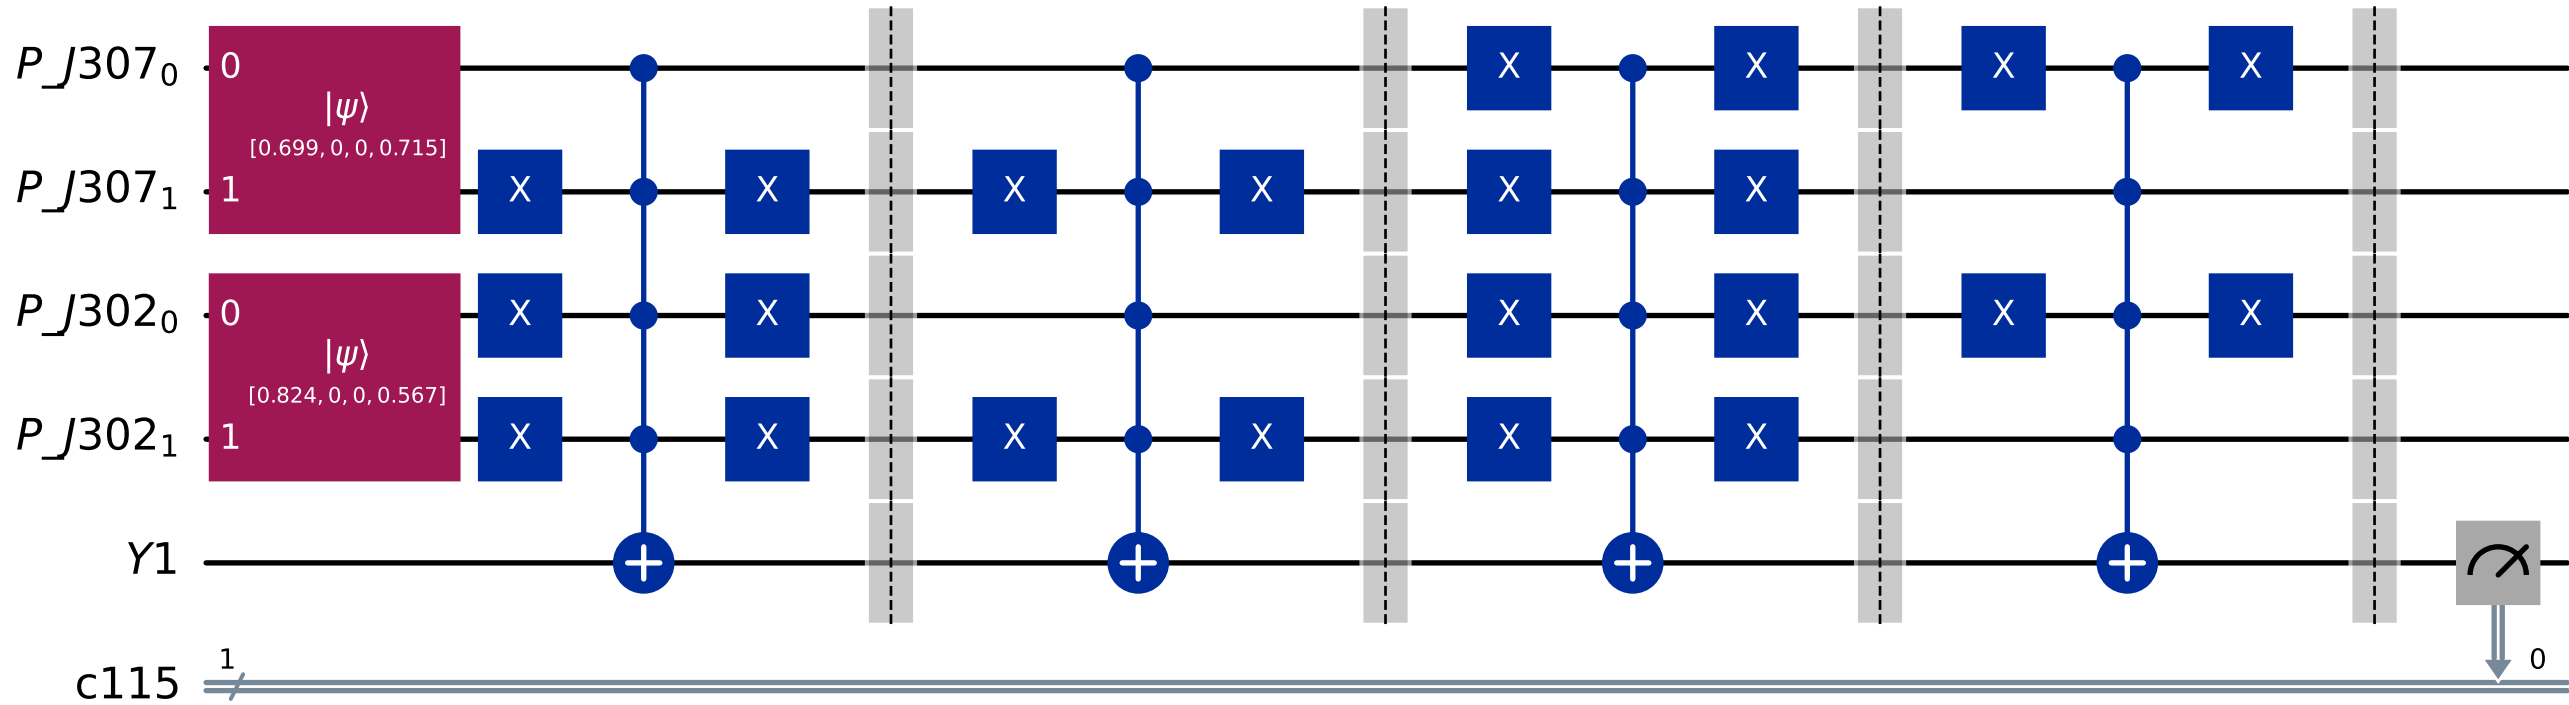 P_J307₀ 0 X X X X
|ψ⟩
[0.699, 0, 0, 0.715]
P_J307₁ 1 X X X X X X
P_J302₀ 0 X X X X X X
|ψ⟩
[0.824, 0, 0, 0.567]
P_J302₁ 1 X X X X X X
Y1
1 0
c115